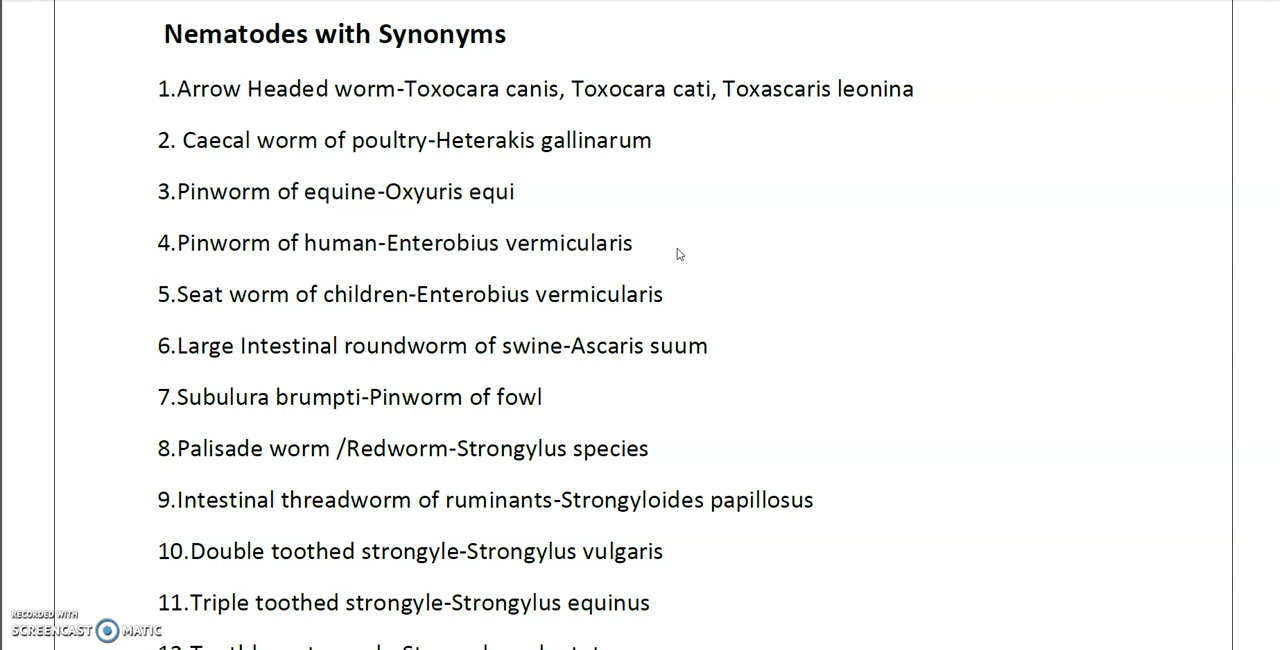 Nematodes with Synonyms
1.Arrow Headed worm-Toxocara canis, Toxocara cati, Toxascaris leonina
2. Caecal worm of poultry-Heterakis gallinarum
3.Pinworm of equine-Oxyuris equi
4.Pinworm of human-Enterobius vermicularis
5.Seat worm of children-Enterobius vermicularis
6.Large Intestinal roundworm of swine-Ascaris suum
7.Subulura brumpti-Pinworm of fowl
8.Palisade worm /Redworm-Strongylus species
9.Intestinal threadworm of ruminants-Strongyloides papillosus
10.Double toothed strongyle-Strongylus vulgaris
11.Triple toothed strongyle-Strongylus equinus
RECORDED WITH
SCREENCAST MATIC